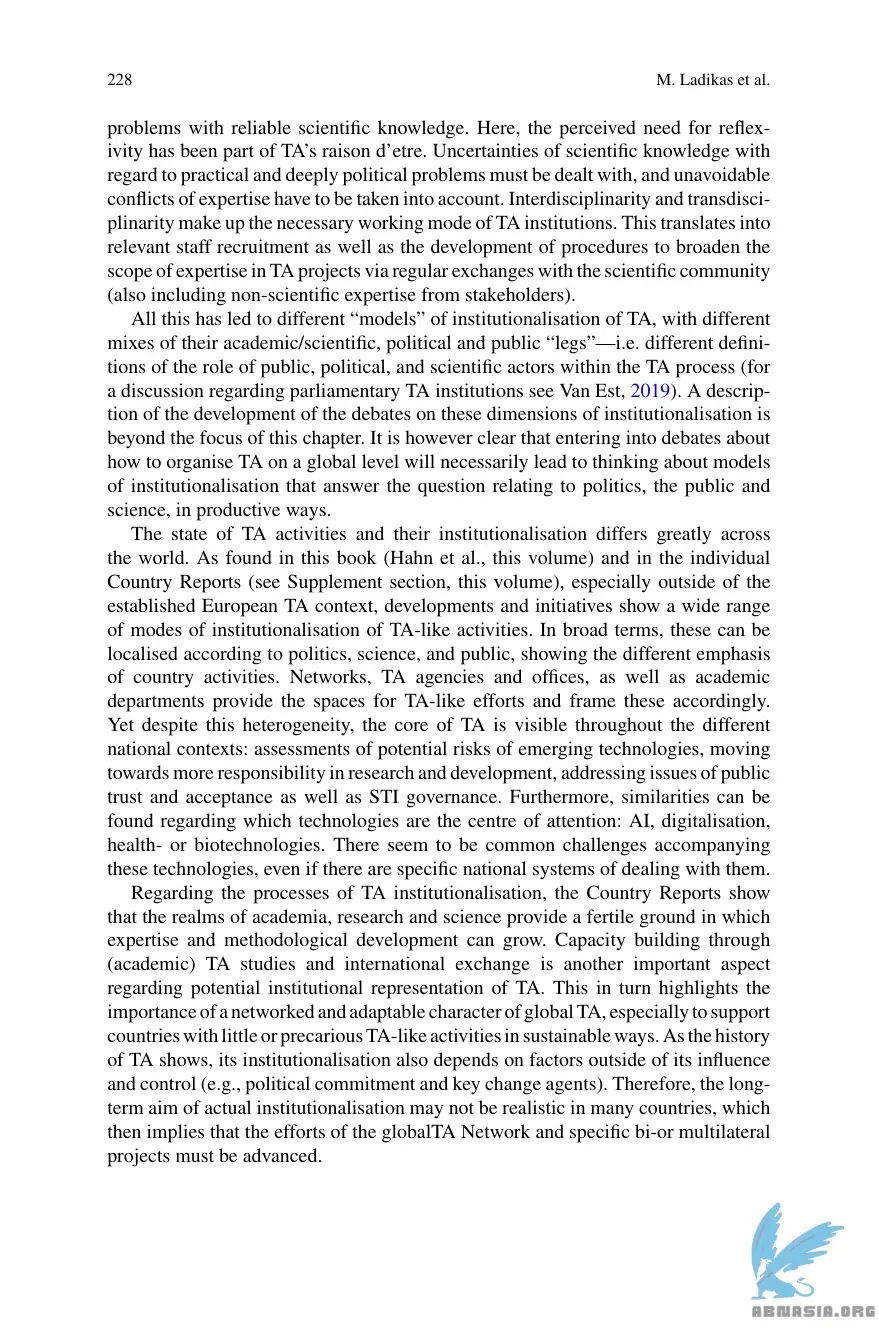 228
M. Ladikas et al.
problems with reliable scientific knowledge. Here, the perceived need for reflex-
ivity has been part of TA’s raison d’etre. Uncertainties of scientific knowledge with
regard to practical and deeply political problems must be dealt with, and unavoidable
conflicts of expertise have to be taken into account. Interdisciplinarity and transdisci-
plinarity make up the necessary working mode of TA institutions. This translates into
relevant staff recruitment as well as the development of procedures to broaden the
scope of expertise in TA projects via regular exchanges with the scientific community
(also including non-scientific expertise from stakeholders).
All this has led to different “models” of institutionalisation of TA, with different
mixes of their academic/scientific, political and public “legs”—i.e. different defini-
tions of the role of public, political, and scientific actors within the TA process (for
a discussion regarding parliamentary TA institutions see Van Est, 2019). A descrip-
tion of the development of the debates on these dimensions of institutionalisation is
beyond the focus of this chapter. It is however clear that entering into debates about
how to organise TA on a global level will necessarily lead to thinking about models
of institutionalisation that answer the question relating to politics, the public and
science, in productive ways.
The state of TA activities and their institutionalisation differs greatly across
the world. As found in this book (Hahn et al., this volume) and in the individual
Country Reports (see Supplement section, this volume), especially outside of the
established European TA context, developments and initiatives show a wide range
of modes of institutionalisation of TA-like activities. In broad terms, these can be
localised according to politics, science, and public, showing the different emphasis
of country activities. Networks, TA agencies and offices, as well as academic
departments provide the spaces for TA-like efforts and frame these accordingly.
Yet despite this heterogeneity, the core of TA is visible throughout the different
national contexts: assessments of potential risks of emerging technologies, moving
towards more responsibility in research and development, addressing issues of public
trust and acceptance as well as STI governance. Furthermore, similarities can be
found regarding which technologies are the centre of attention: AI, digitalisation,
health- or biotechnologies. There seem to be common challenges accompanying
these technologies, even if there are specific national systems of dealing with them.
Regarding the processes of TA institutionalisation, the Country Reports show
that the realms of academia, research and science provide a fertile ground in which
expertise and methodological development can grow. Capacity building through
(academic) TA studies and international exchange is another important aspect
regarding potential institutional representation of TA. This in turn highlights the
importance of a networked and adaptable character of global TA, especially to support
countries with little or precarious TA-like activities in sustainable ways. As the history
of TA shows, its institutionalisation also depends on factors outside of its influence
and control (e.g., political commitment and key change agents). Therefore, the long-
term aim of actual institutionalisation may not be realistic in many countries, which
then implies that the efforts of the globalTA Network and specific bi-or multilateral
projects must be advanced.
ABNASIA.ORG